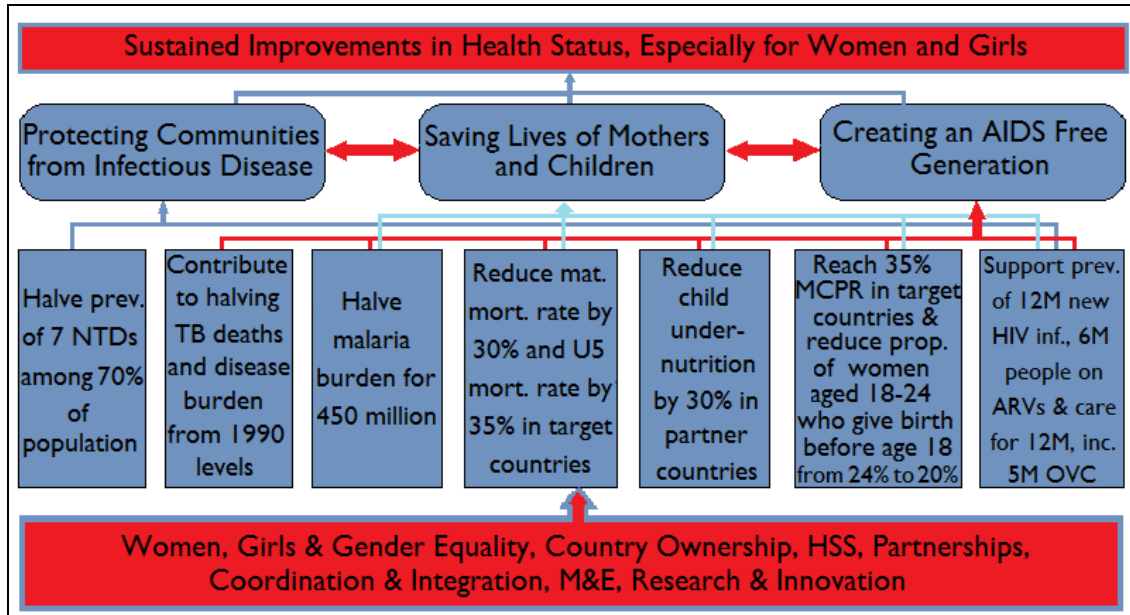 Sustained Improvements in Health Status, Especially for Women and Girls
Protecting Communities
from Infectious Disease
Saving Lives of Mothers
and Children
Creating an AIDS Free
Generation
Halve prev.
of 7 NTDs
among 70%
of
population
Contribute
to halving
TB deaths
and disease
burden
from 1990
levels
Halve
malaria
burden for
450 million
Reduce mat.
mort. rate by
30% and U5
mort. rate by
35% in target
countries
Reduce
child
under-
nutrition
by 30% in
partner
countries
Reach 35%
MCPR in target
countries &
reduce prop.
of women
aged 18-24
who give birth
before age 18
from 24% to 20%
Support prev.
of 12M new
HIV inf., 6M
people on
ARVs & care
for 12M, inc.
5M OVC
Women, Girls & Gender Equality, Country Ownership, HSS, Partnerships,
Coordination & Integration, M&E, Research & Innovation